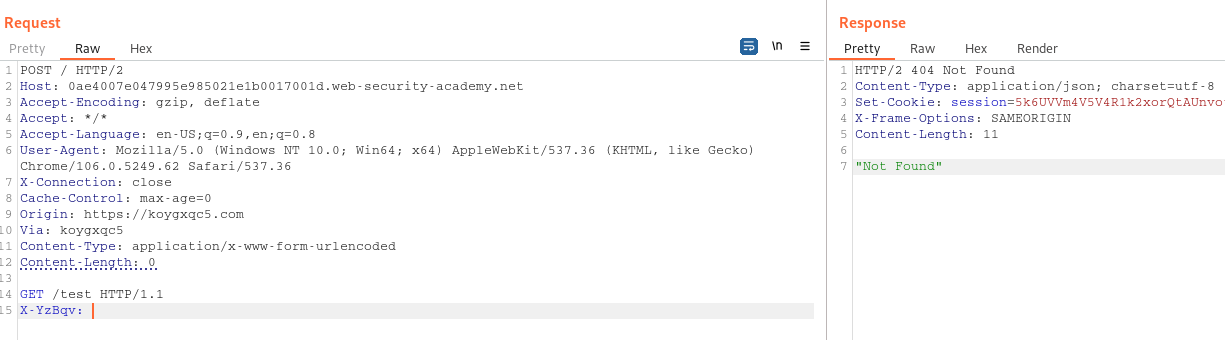 Request
Pretty Raw Hex
\n
1 POST / HTTP/2
2 Host: 0ae4007e047995e985021e1b0017001d.web-security-academy.net
3 Accept-Encoding: gzip, deflate
4 Accept: */*
5 Accept-Language: en-US;q=0.9,en;q=0.8
6 User-Agent: Mozilla/5.0 (Windows NT 10.0; Win64; x64) AppleWebKit/537.36 (KHTML, like Gecko)
Chrome/106.0.5249.62 Safari/537.36
7 X-Connection: close
8 Cache-Control: max-age=0
9 Origin: https://koygxqc5.com
10 Via: koygxqc5
11 Content-Type: application/x-www-form-urlencoded
12 Content-Length: 0
13
14 GET /test HTTP/1.1
15 X-YzBqv:
Response
Pretty Raw Hex Render
1 HTTP/2 404 Not Found
2 Content-Type: application/json; charset=utf-8
3 Set-Cookie: session=5k6UVVm4V5V4R1k2xorQtAUnvo
4 X-Frame-Options: SAMEORIGIN
5 Content-Length: 11
6
7 "Not Found"